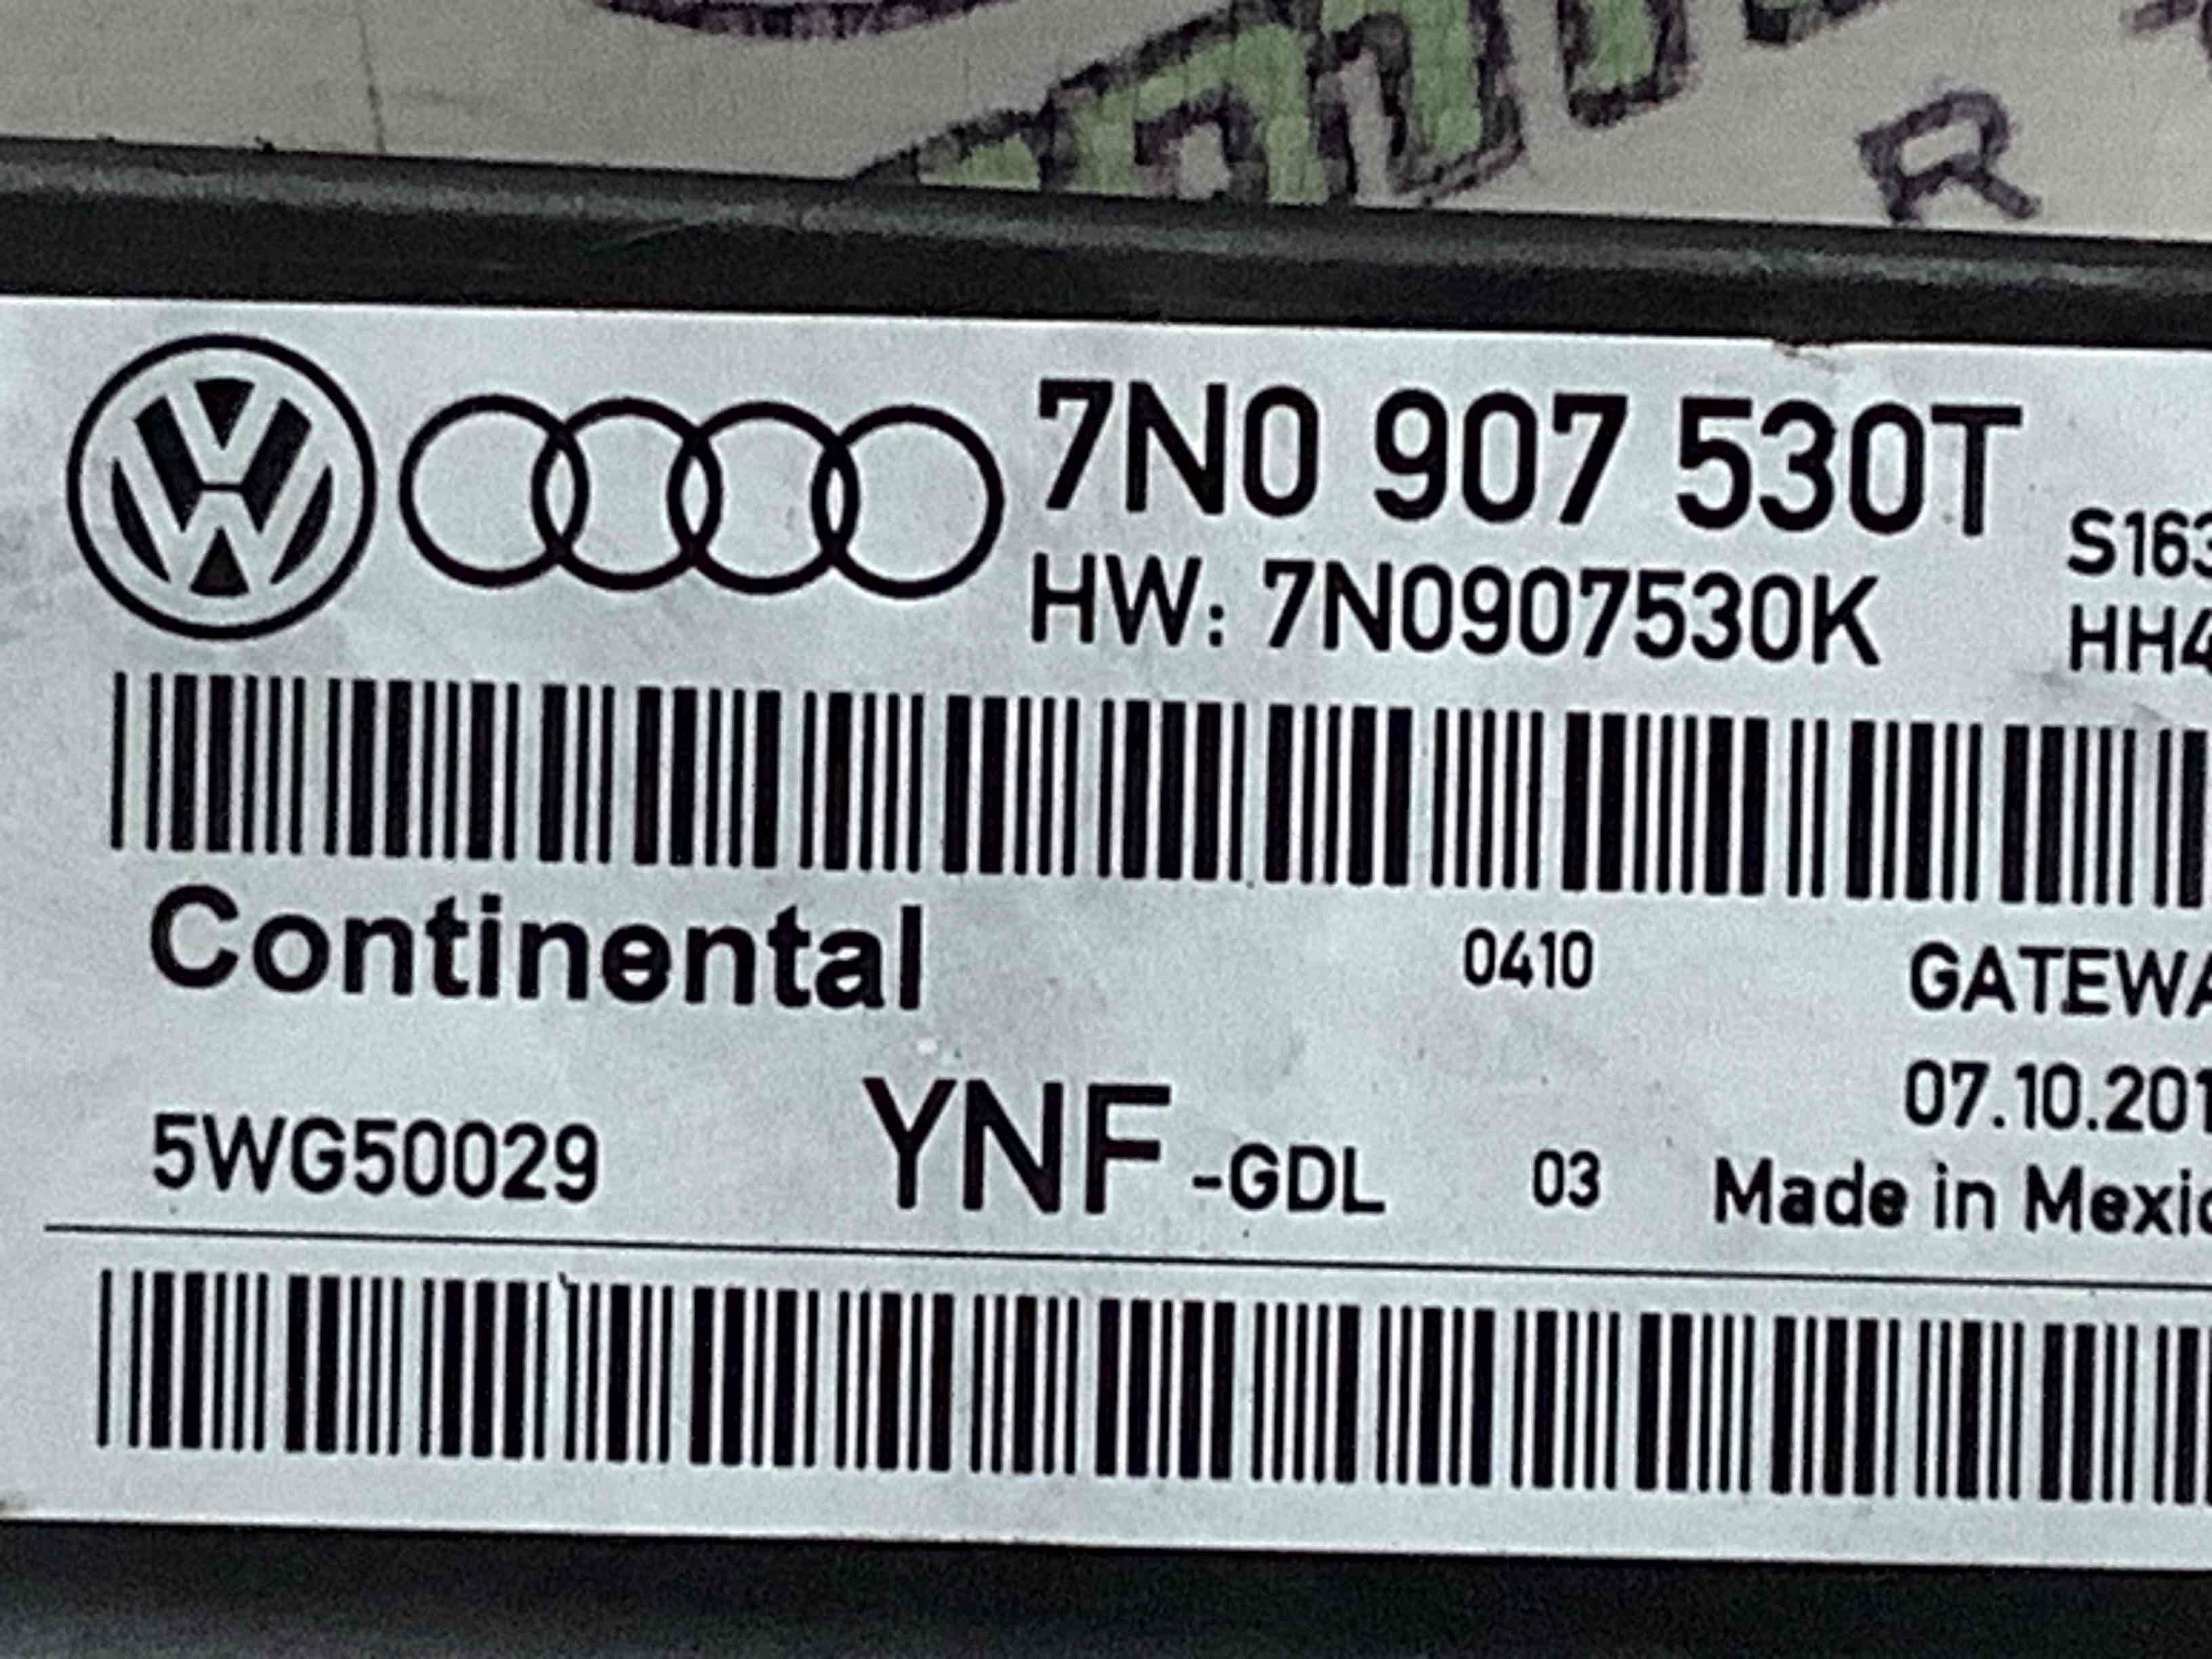 R
7N0 907 530T
HW: 7N0907530K
S163
HH4
Continental
0410
GATEWA
07.10.201
5WG50029
YNF-GDL
03
Made in Mexic